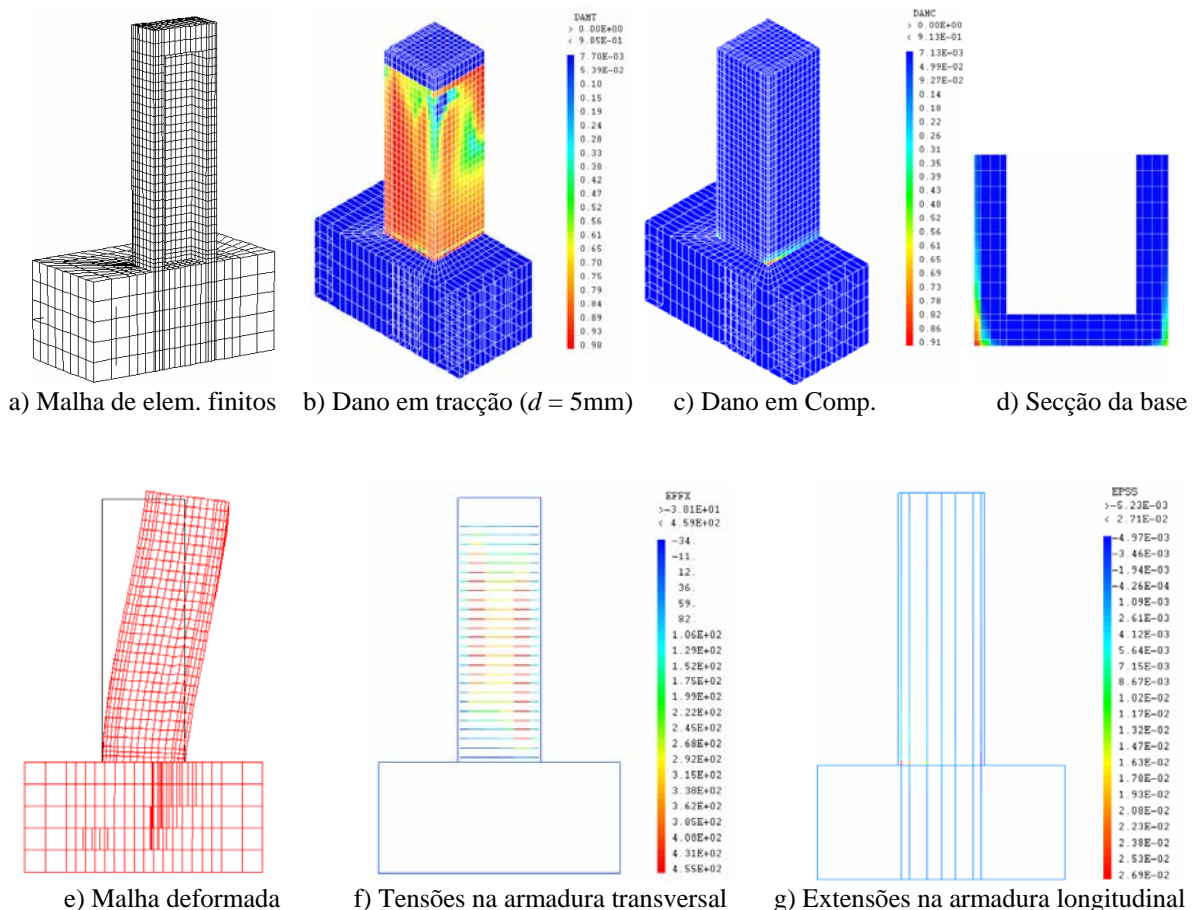 DAMT
> 0.00E+00
< 9.85E-01
7.70E-03
5.39E-02
0.10
0.15
0.19
0.24
0.28
0.33
0.38
0.42
0.47
0.52
0.56
0.61
0.65
0.70
0.75
0.79
0.84
0.89
0.93
0.98
DAMC
> 0.00E+00
< 9.13E-01
7.13E-03
4.99E-02
9.27E-02
0.14
0.18
0.22
0.26
0.31
0.35
0.39
0.43
0.48
0.52
0.56
0.61
0.65
0.69
0.73
0.78
0.82
0.86
0.91
a) Malha de elem. finitos b) Dano em tracção (d = 5mm) c) Dano em Comp. d) Secção da base
EFFX
>-3.81E+01
< 4.59E+02
-34.
-11.
12.
36.
59.
82.
1.06E+02
1.29E+02
1.52E+02
1.75E+02
1.99E+02
2.22E+02
2.45E+02
2.68E+02
2.92E+02
3.15E+02
3.38E+02
3.62E+02
3.85E+02
4.08E+02
4.31E+02
4.55E+02
EPSS
>-5.23E-03
< 2.71E-02
-4.97E-03
-3.46E-03
-1.94E-03
-4.26E-04
1.09E-03
2.61E-03
4.12E-03
5.64E-03
7.15E-03
8.67E-03
1.02E-02
1.17E-02
1.32E-02
1.47E-02
1.63E-02
1.78E-02
1.93E-02
2.08E-02
2.23E-02
2.38E-02
2.53E-02
2.69E-02
e) Malha deformada f) Tensões na armadura transversal g) Extensões na armadura longitudinal